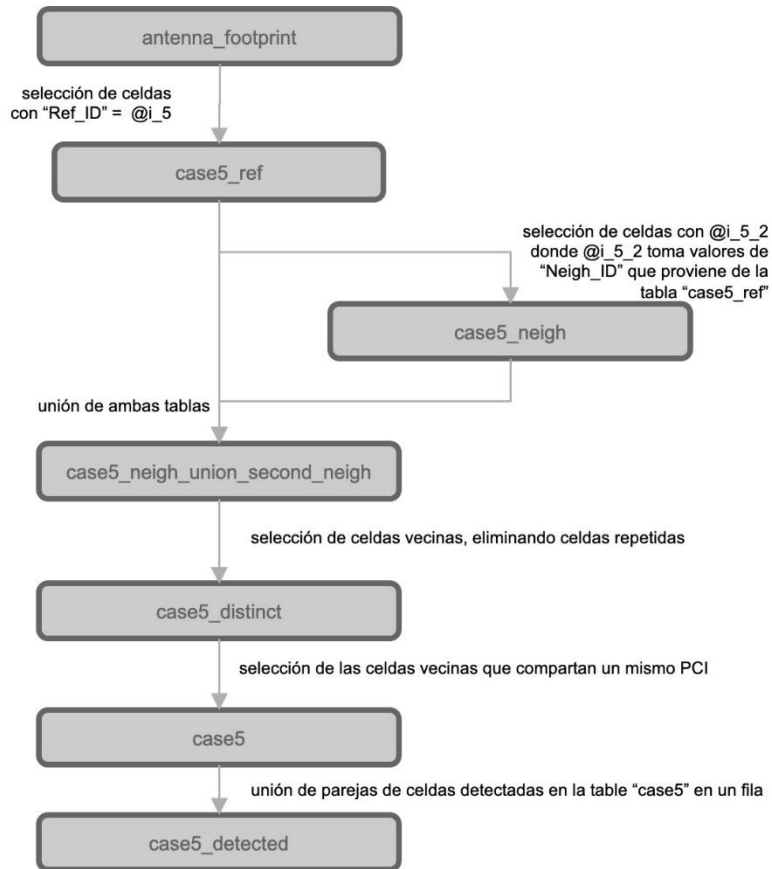 antenna_footprint
selección de celdas
con “Ref_ID” = @i_5
case5_ref
selección de celdas con @i_5_2
donde @i_5_2 toma valores de
“Neigh_ID” que proviene de la
tabla “case5_ref”
case5_neigh
unión de ambas tablas
case5_neigh_union_second_neigh
selección de celdas vecinas, eliminando celdas repetidas
case5_distinct
selección de las celdas vecinas que compartan un mismo PCI
case5
unión de parejas de celdas detectadas en la table “case5” en un fila
case5_detected